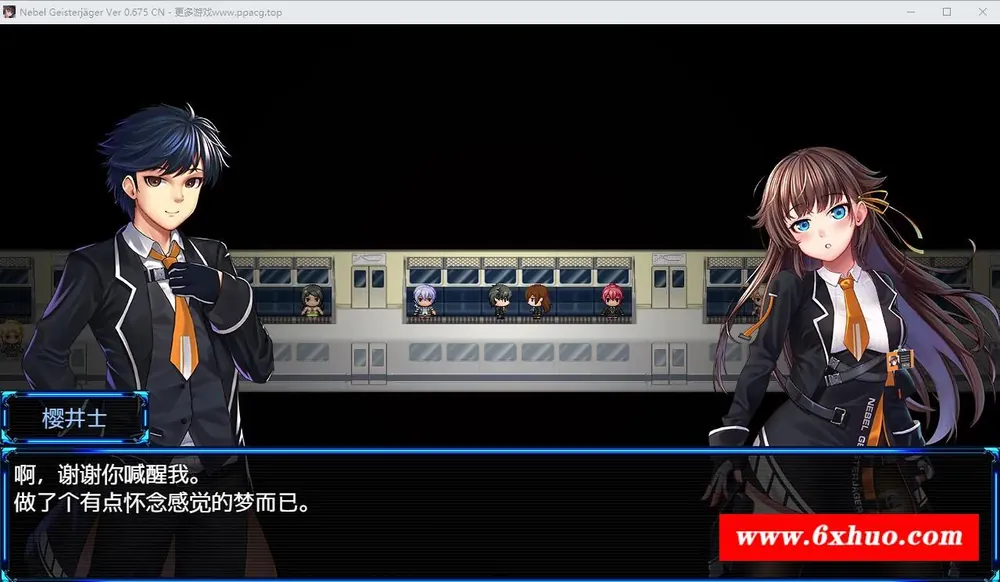 Nebel Geisterjäger Ver 0.675 CN - 更多游戏www.ppacg.top
樱井士
啊，谢谢你喊醒我。
做了个有点怀念感觉的梦而已。
NEBEL
www.6xhuo.com